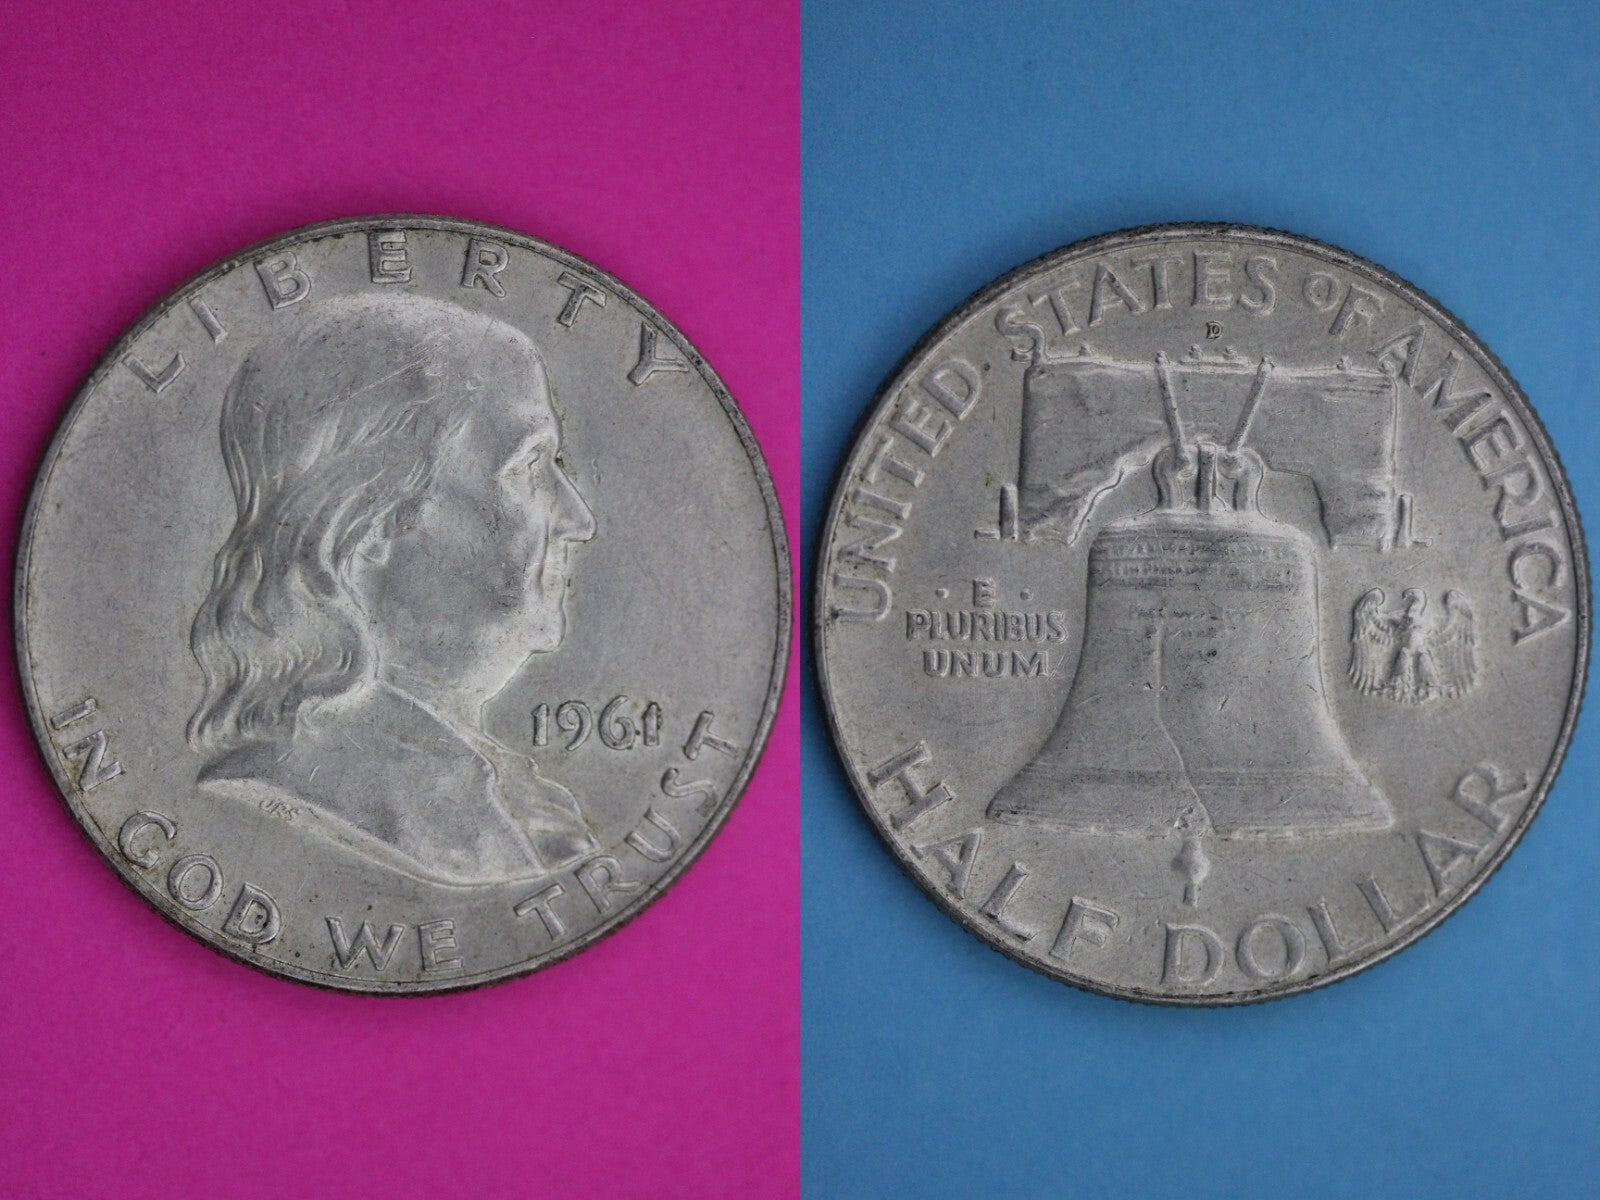 LIBERTY
1961
JRS
IN GOD WE TRUST
UNITED STATES OF AMERICA
D
· E ·
PLURIBUS
UNUM
HALF DOLLAR